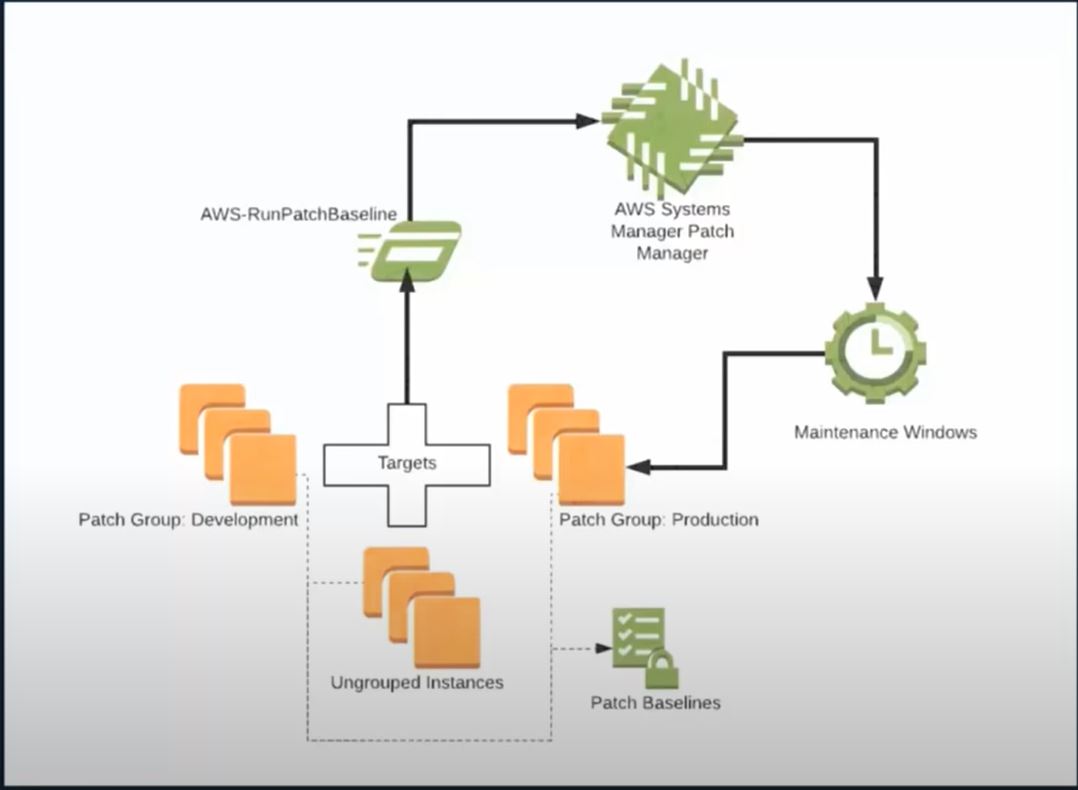 AWS-RunPatchBaseline
AWS Systems
Manager Patch
Manager
Maintenance Windows
Targets
Patch Group: Development
Patch Group: Production
Ungrouped Instances
Patch Baselines